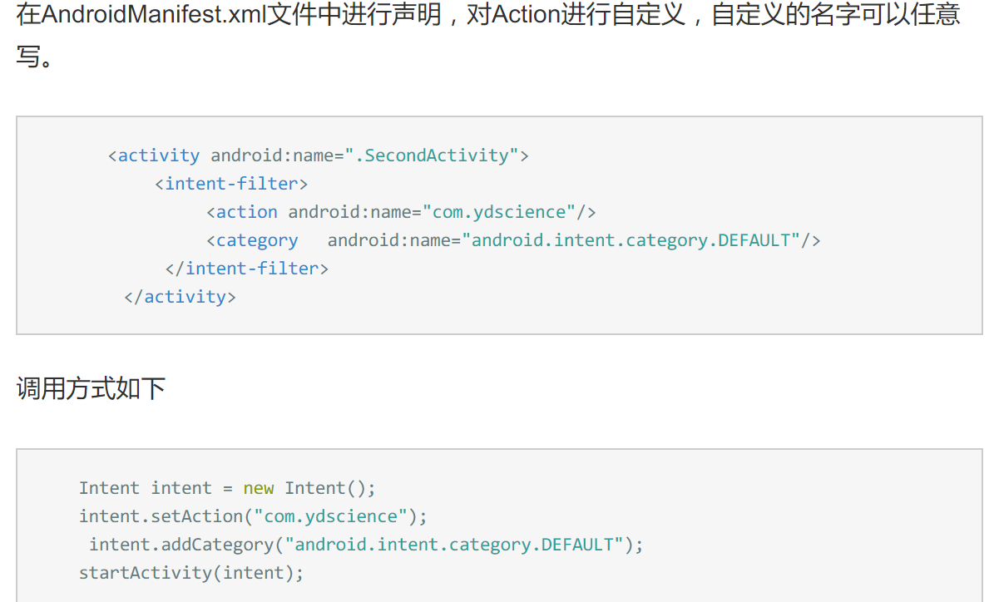 在AndroidManifest.xml文件中进行声明，对Action进行自定义，自定义的名字可以任意
写。
<activity android:name=".SecondActivity">
<intent-filter>
<action android:name="com.ydscience"/>
<category   android:name="android.intent.category.DEFAULT"/>
</intent-filter>
</activity>
调用方式如下
Intent intent = new Intent();
intent.setAction("com.ydscience");
intent.addCategory("android.intent.category.DEFAULT");
startActivity(intent);